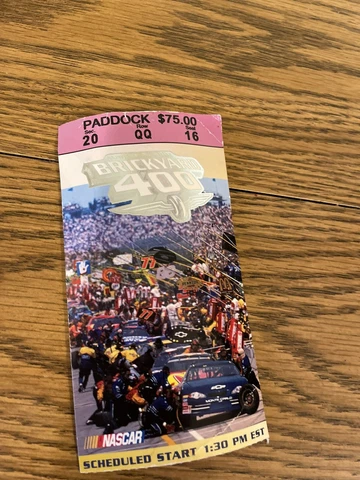 PADDOCK $75.00
Sec Row Seat
20 QQ 16
BRICKYARD
400
NASCAR
SCHEDULED START 1:30 PM EST